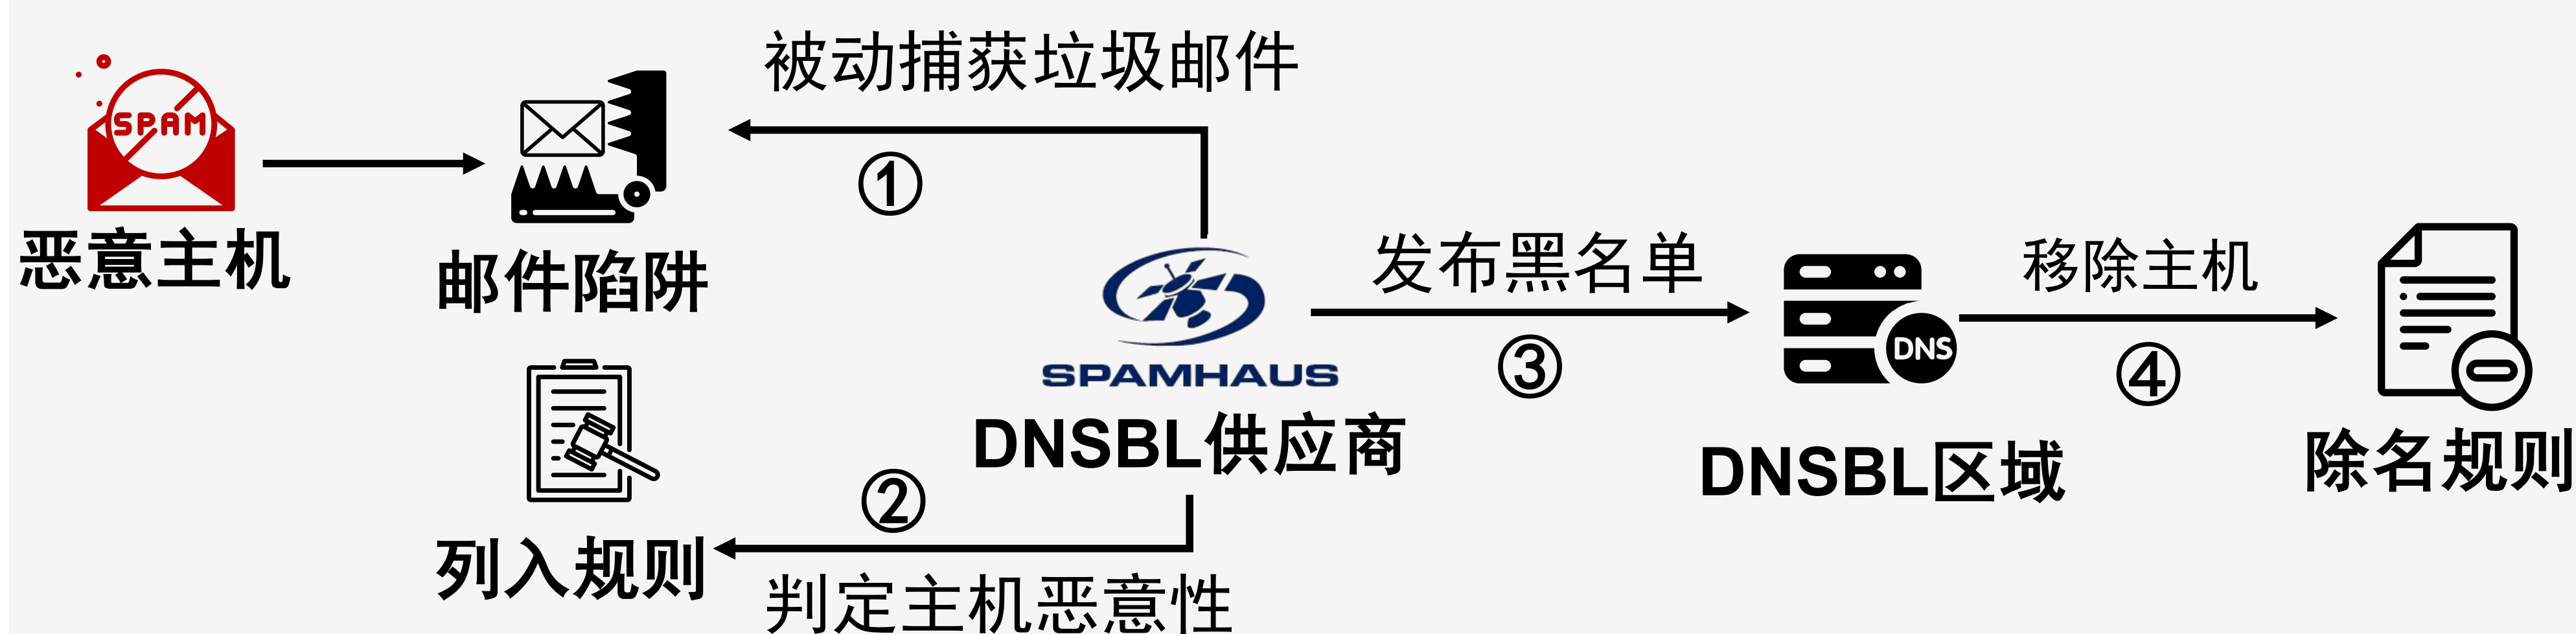 被动捕获垃圾邮件
SPAM
恶意主机
邮件陷阱
①
SPAMHAUS
DNSBL供应商
发布黑名单
③
DNS
DNSBL区域
移除主机
④
除名规则
②
列入规则
判定主机恶意性